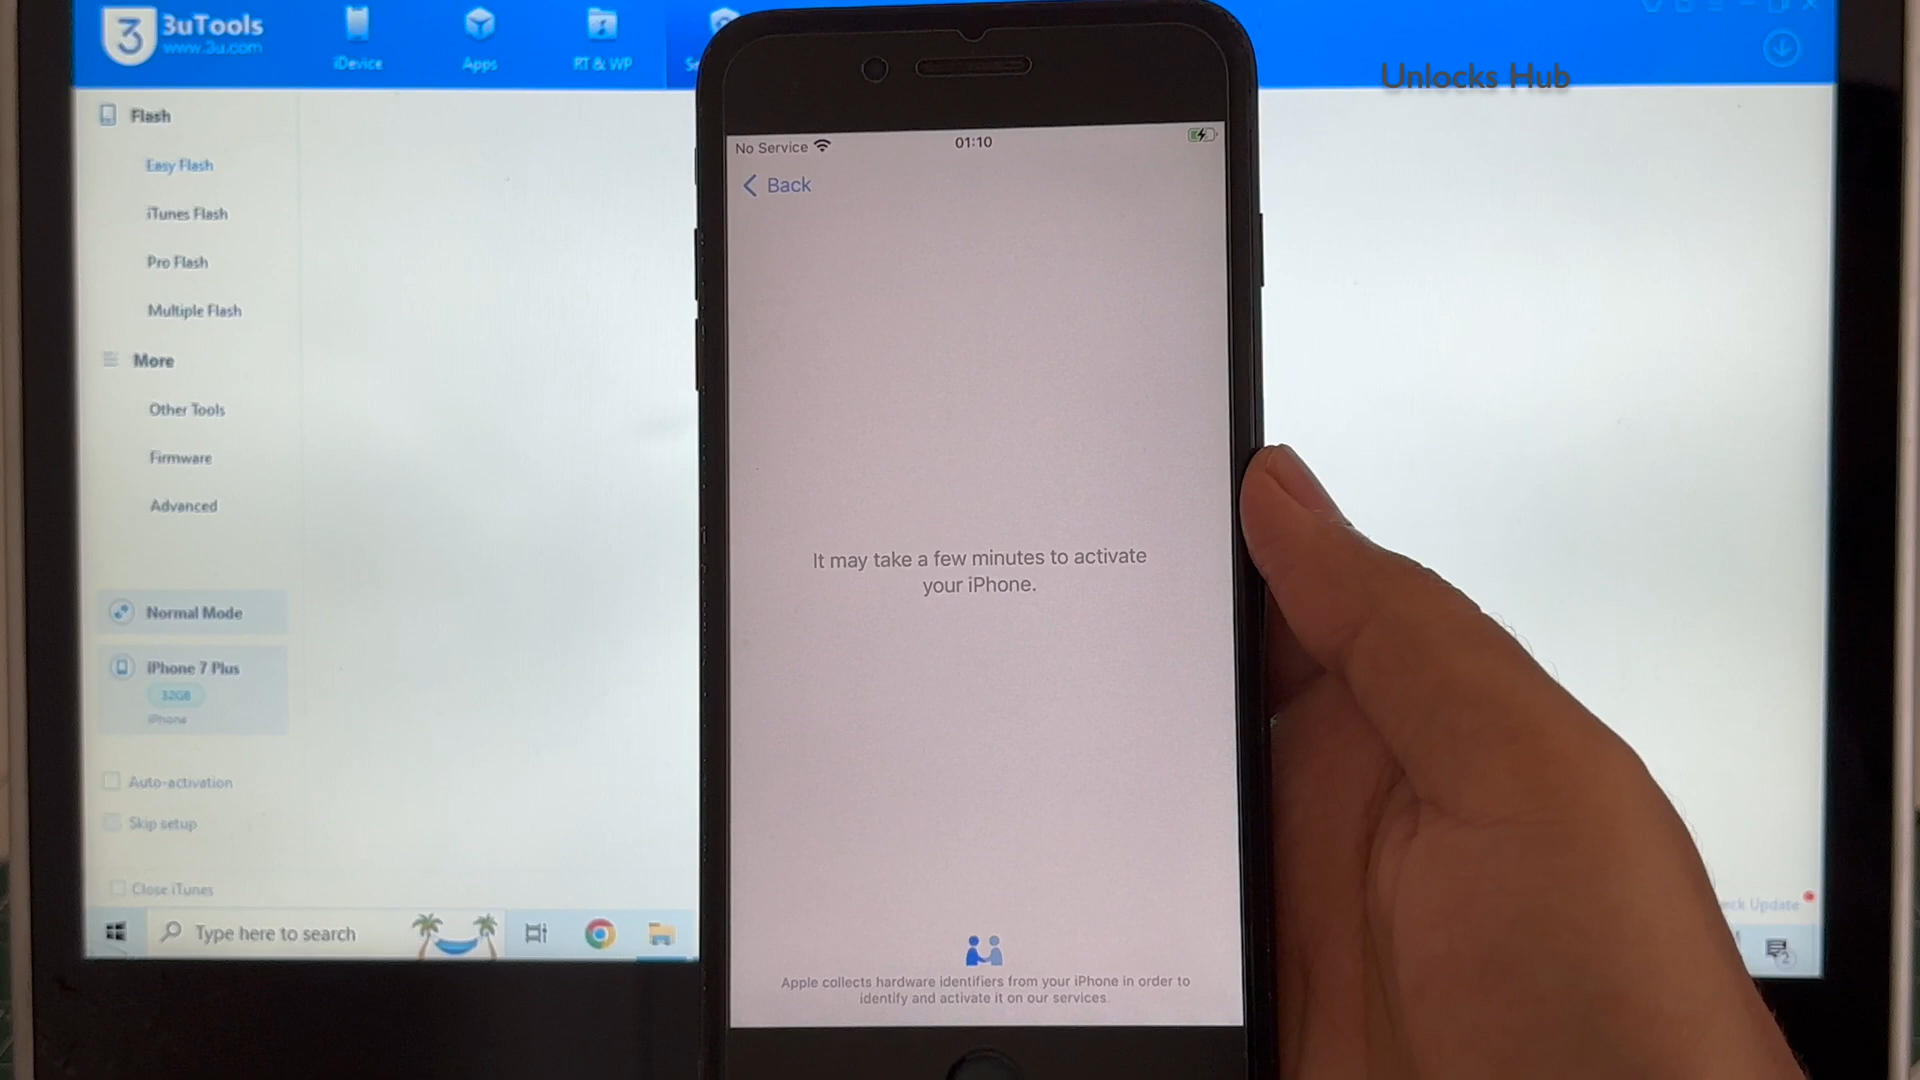 3uTools
www.3u.com
3
iDevice
Apps
RT & WP
Unlocks Hub
Flash
Easy Flash
iTunes Flash
Pro Flash
Multiple Flash
More
Other Tools
Firmware
Advanced
Normal Mode
iPhone 7 Plus
32GB
iPhone
Auto-activation
Skip setup
Close iTunes
Type here to search
No Service
01:10
Back
It may take a few minutes to activate
your iPhone.
Apple collects hardware identifiers from your iPhone in order to
identify and activate it on our services.
Update
2